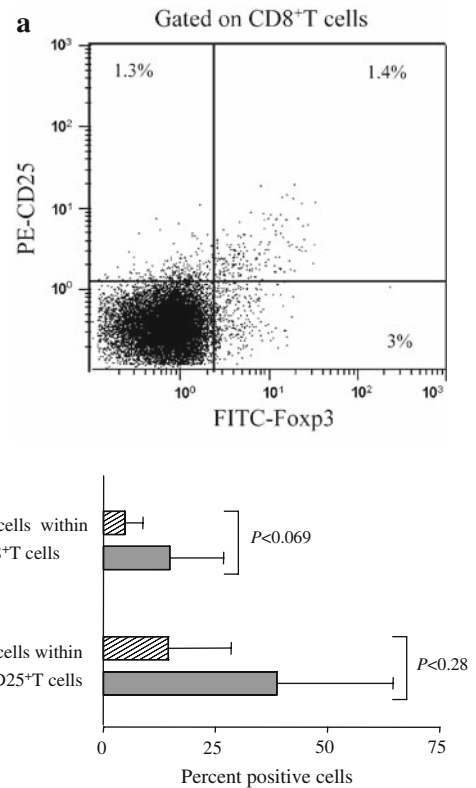 a
Gated on CD8⁺T cells
10³
1.3%
1.4%
10²
PE-CD25
10¹
10⁰
3%
10⁰ 10¹ 10² 10³
FITC-Foxp3
cells within
⁺T cells
P<0.069
cells within
D25⁺T cells
P<0.28
0 25 50 75
Percent positive cells